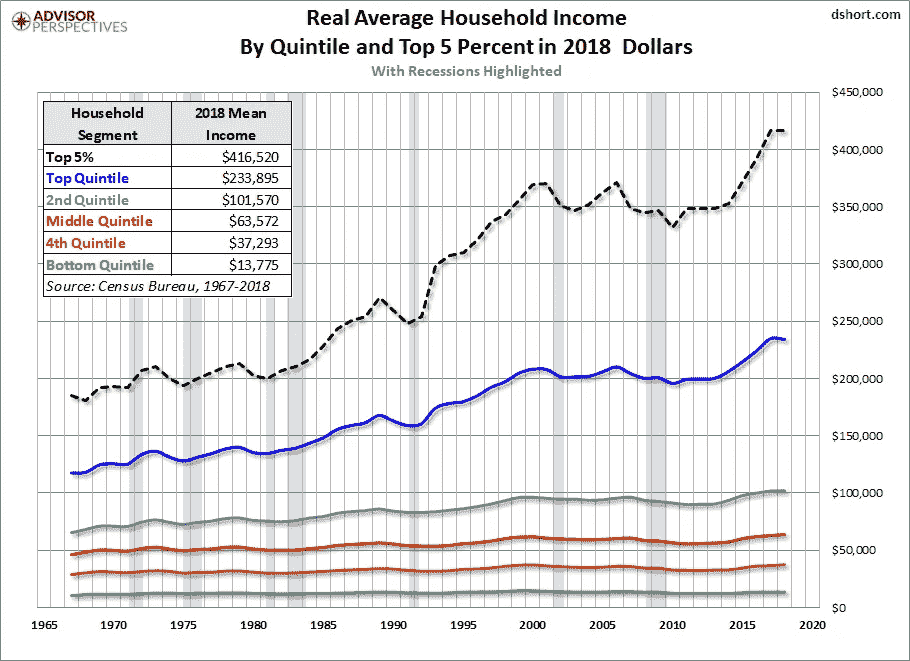 ADVISOR
PERSPECTIVES
Real Average Household Income
By Quintile and Top 5 Percent in 2018 Dollars
With Recessions Highlighted
dshort.com
Household Segment 2018 Mean Income
Top 5% $416,520
Top Quintile $233,895
2nd Quintile $101,570
Middle Quintile $63,572
4th Quintile $37,293
Bottom Quintile $13,775
Source: Census Bureau, 1967-2018
$450,000
$400,000
$350,000
$300,000
$250,000
$200,000
$150,000
$100,000
$50,000
$0
1965 1970 1975 1980 1985 1990 1995 2000 2005 2010 2015 2020